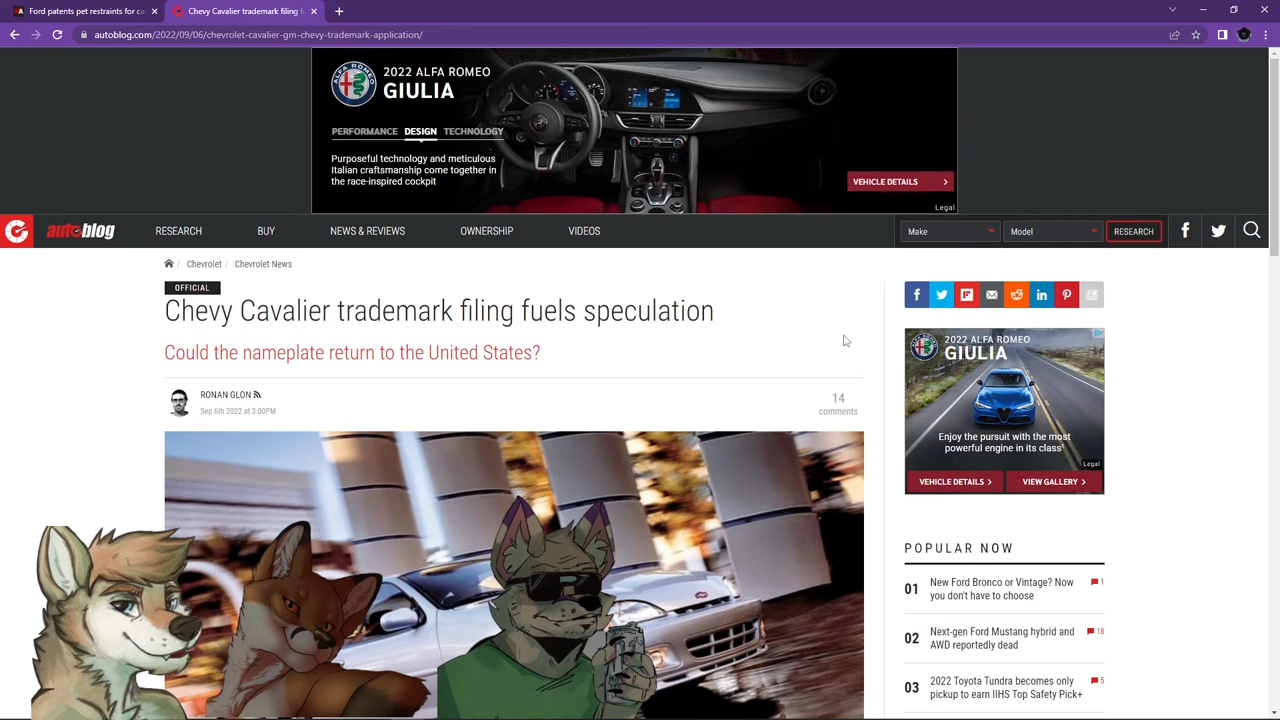 Ford patents pet restraints for ca
Chevy Cavalier trademark filing f
autoblog.com/2022/09/06/chevrolet-cavalier-gm-chevy-trademark-application/
2022 ALFA ROMEO
GIULIA
PERFORMANCE DESIGN TECHNOLOGY
Purposeful technology and meticulous
Italian craftsmanship come together in
the race-inspired cockpit
VEHICLE DETAILS
Legal
autoblog
RESEARCH BUY NEWS & REVIEWS OWNERSHIP VIDEOS
Make Model RESEARCH
/ Chevrolet / Chevrolet News
OFFICIAL
Chevy Cavalier trademark filing fuels speculation
Could the nameplate return to the United States?
RONAN GLON
Sep 6th 2022 at 3:00PM
14
comments
2022 ALFA ROMEO
GIULIA
Enjoy the pursuit with the most
powerful engine in its class
Legal
VEHICLE DETAILS VIEW GALLERY
POPULAR NOW
01 New Ford Bronco or Vintage? Now
you don't have to choose
1
02 Next-gen Ford Mustang hybrid and
AWD reportedly dead
18
03 2022 Toyota Tundra becomes only
pickup to earn IIHS Top Safety Pick+
5